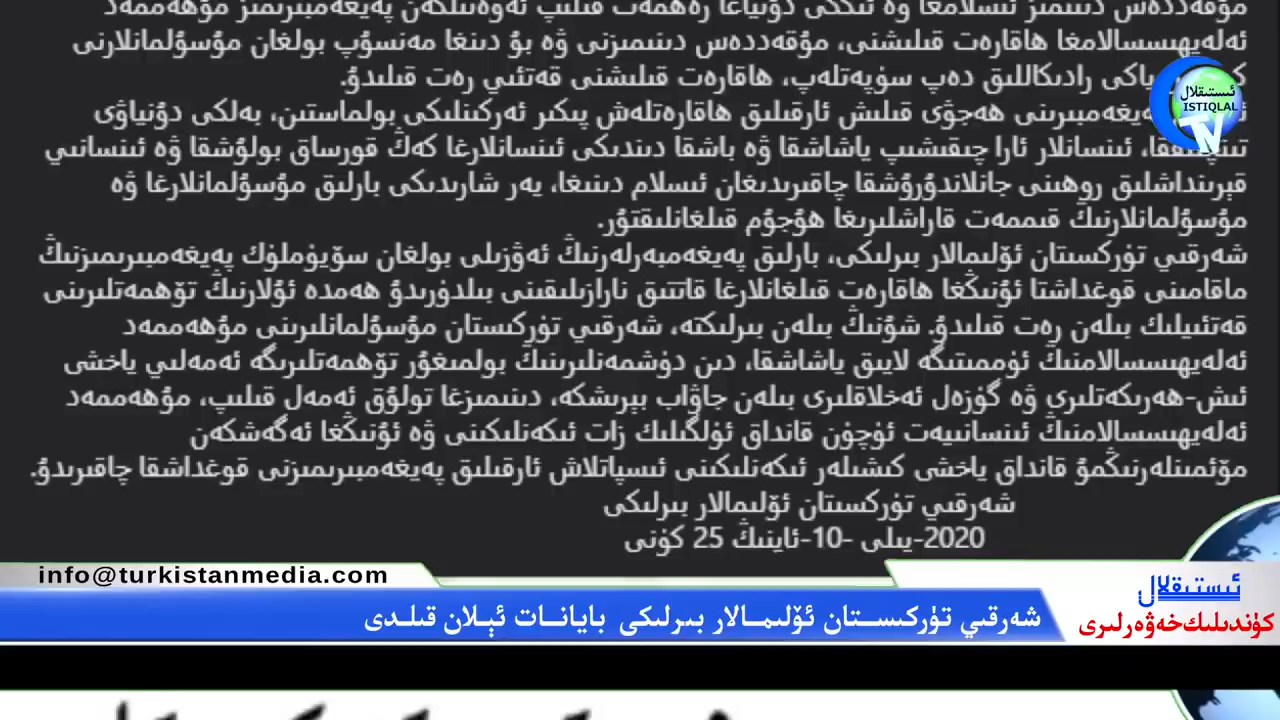 مۇقەددەس دىنىمىز ئىسلامغا ۋە ئىككى دۇنياغا رەھمەت قىلىپ ئەۋەتىلگەن پەيغەمبىرىمىز مۇھەممەد
ئەلەيھىسسالامغا ھاقارەت قىلىشنى، مۇقەددەس دىنىمىزنى ۋە بۇ دىنغا مەنسۇپ بولغان مۇسۇلمانلارنى
رادىكاللىق دەپ سۈپەتلەپ، ھاقارەت قىلىشنى قەتئىي رەت قىلىدۇ.
پەيغەمبىرىنى ھەجۋى قىلىش ئارقىلىق ھاقارەتلەش پىكىر ئەركىنلىكى بولماستىن، بەلكى دۇنياۋى
تىنچلىققا، ئىنسانلار ئارا چىقىشىپ ياشاشقا ۋە باشقا دىندىكى ئىنسانلارغا كەڭ قورساق بولۇشقا ۋە ئىنسانىي
قېرىنداشلىق روھىنى جانلاندۇرۇشقا چاقىرىدىغان ئىسلام دىنىغا، يەر شارىدىكى بارلىق مۇسۇلمانلارغا ۋە
مۇسۇلمانلارنىڭ قىممەت قاراشلىرىغا ھۇجۇم قىلغانلىقتۇر.
شەرقىي تۈركىستان ئۆلىمالار بىرلىكى، بارلىق پەيغەمبەرلەرنىڭ ئەۋزىلى بولغان سۆيۈملۈك پەيغەمبىرىمىزنىڭ
ماقامىنى قوغداشتا ئۇنىڭغا ھاقارەت قىلغانلارغا قاتتىق نارازىلىقىنى بىلدۈرىدۇ ھەمدە ئۇلارنىڭ تۆھمەتلىرىنى
قەتئىيلىك بىلەن رەت قىلىدۇ. شۇنىڭ بىلەن بىرلىكتە، شەرقىي تۈركىستان مۇسۇلمانلىرىنى مۇھەممەد
ئەلەيھىسسالامنىڭ ئۈممىتىگە لايىق ياشاشقا، دىن دۈشمەنلىرىنىڭ بولمىغۇر تۆھمەتلىرىگە ئەمەلىي ياخشى
ئىش-ھەرىكەتلىرى ۋە گۈزەل ئەخلاقلىرى بىلەن جاۋاب بېرىشكە، دىنىمىزغا تولۇق ئەمەل قىلىپ، مۇھەممەد
ئەلەيھىسسالامنىڭ ئىنسانىيەت ئۈچۈن قانداق ئۈلگىلىك زات ئىكەنلىكىنى ۋە ئۇنىڭغا ئەگەشكەن
مۆئمىنلەرنىڭمۇ قانداق ياخشى كىشىلەر ئىكەنلىكىنى ئىسپاتلاش ئارقىلىق پەيغەمبىرىمىزنى قوغداشقا چاقىرىدۇ.
شەرقىي تۈركىستان ئۆلىمالار بىرلىكى
2020-يىلى -10-ئاينىڭ 25 كۈنى
ئىستىقلال
ISTIQLAL
TV
info@turkistanmedia.com
شەرقىي تۈركىستان ئۆلىمالار بىرلىكى بايانات ئېلان قىلدى
ئىستىقلال
كۈندىلىك خەۋەرلىرى